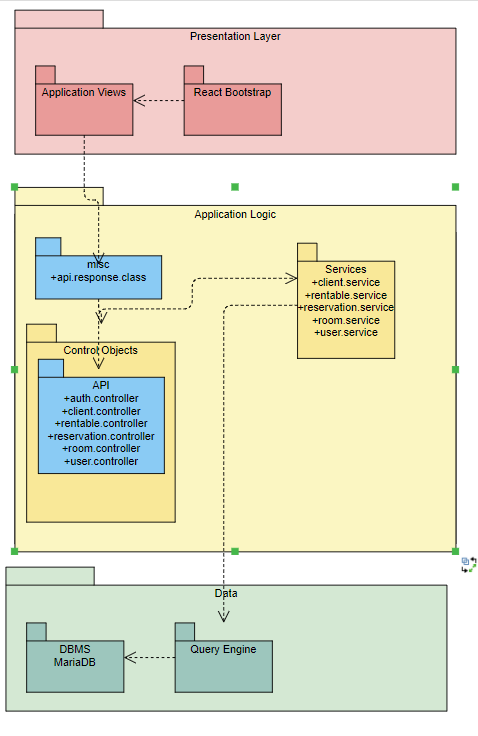 Presentation Layer
Application Views
React Bootstrap
Application Logic
misc
+api.response.class
Services
+client.service
+rentable.service
+reservation.service
+room.service
+user.service
Control Objects
API
+auth.controller
+client.controller
+rentable.controller
+reservation.controller
+room.controller
+user.controller
Data
DBMS
MariaDB
Query Engine